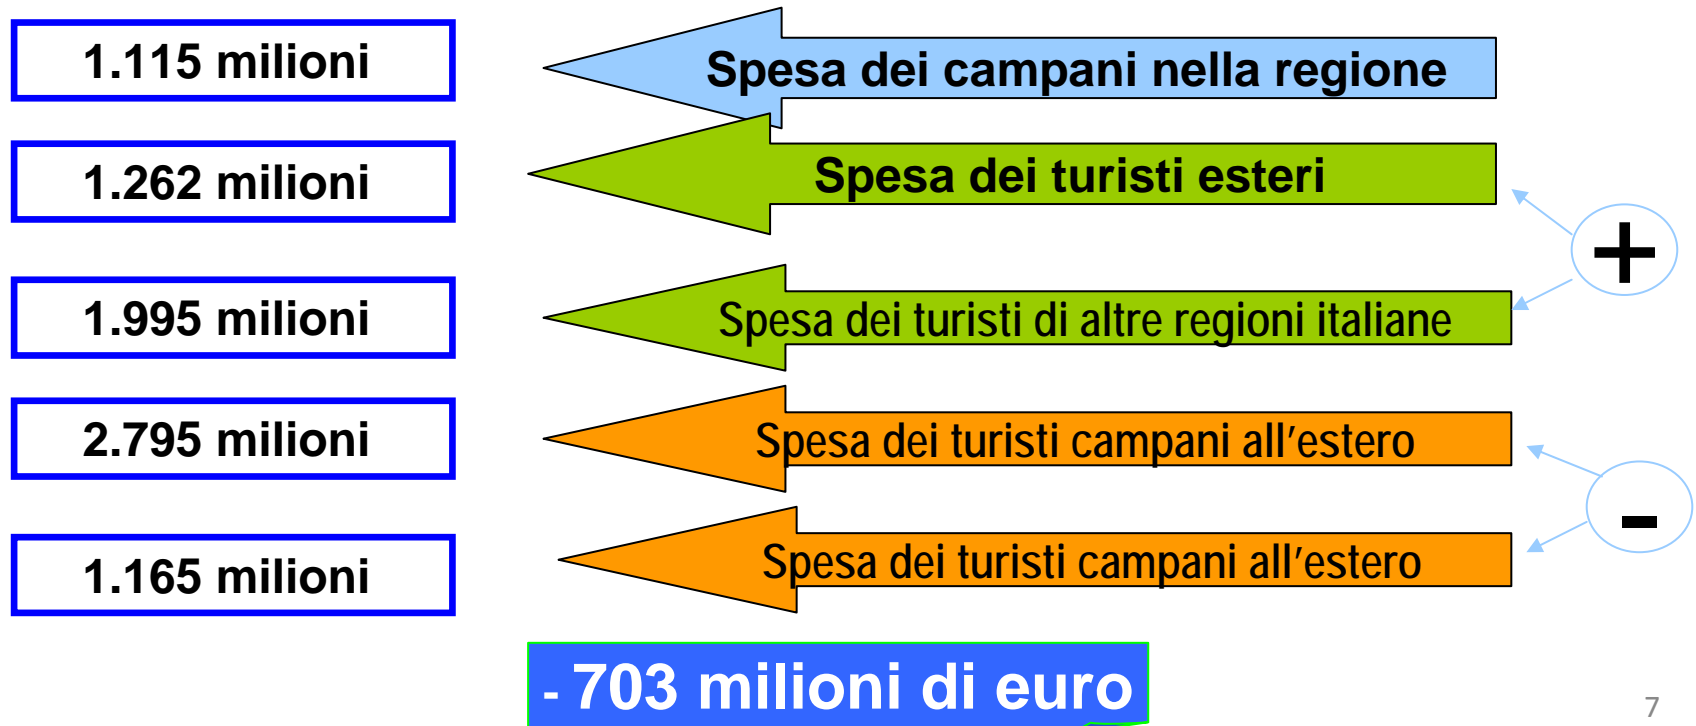 1.115 milioni
Spesa dei campani nella regione
1.262 milioni
Spesa dei turisti esteri
+
1.995 milioni
Spesa dei turisti di altre regioni italiane
2.795 milioni
Spesa dei turisti campani all’estero
-
1.165 milioni
Spesa dei turisti campani all’estero
- 703 milioni di euro
7